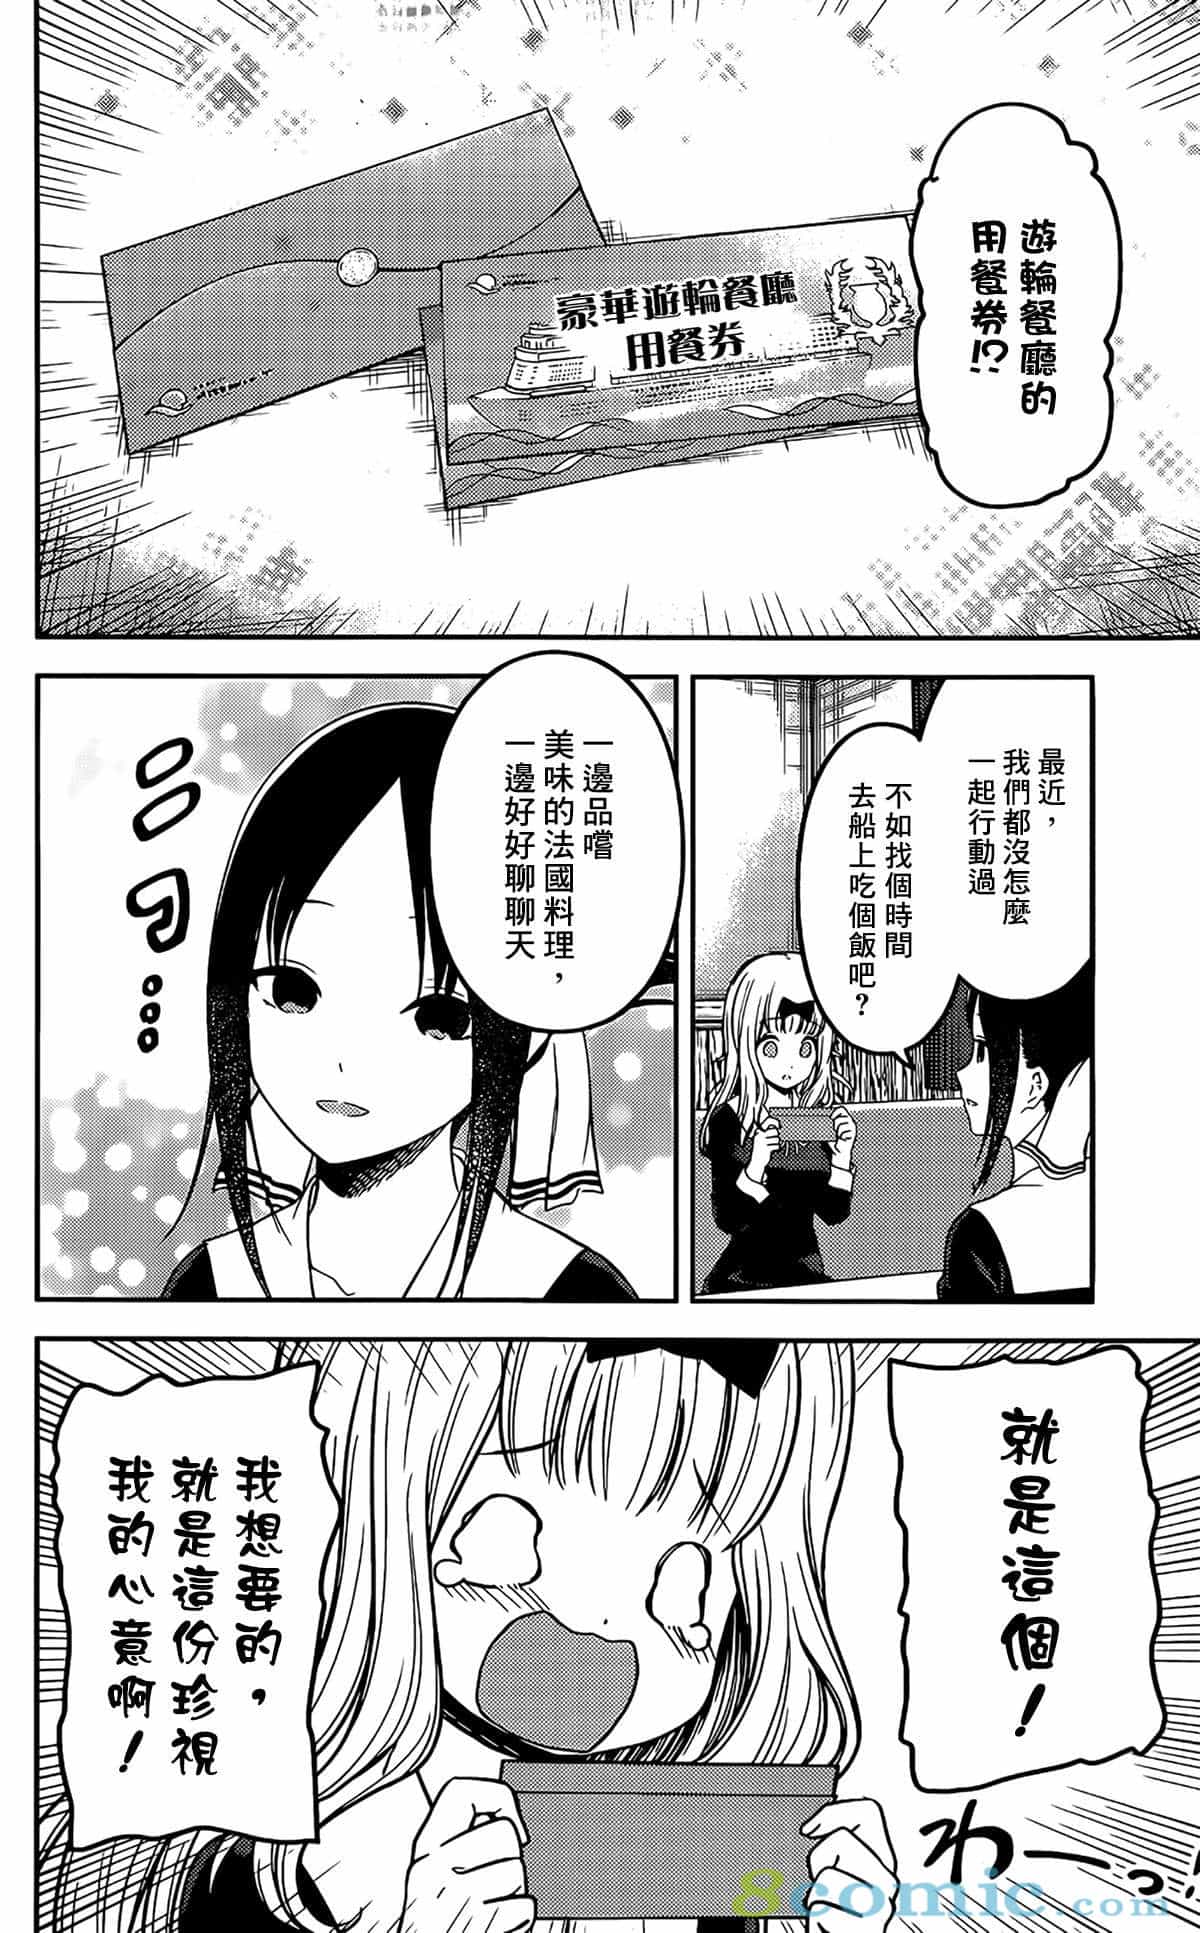 遊輪餐廳的
用餐券!?
豪華遊輪餐廳
用餐券
最近，
我們都沒怎麼
一起行動過
不如找個時間
去船上吃個飯吧？
一邊品嚐
美味的法國料理，
一邊好好聊聊天
就是這個！
我想要的，
就是這份珍視
我的心意啊！
わーっ!!
8comic.com